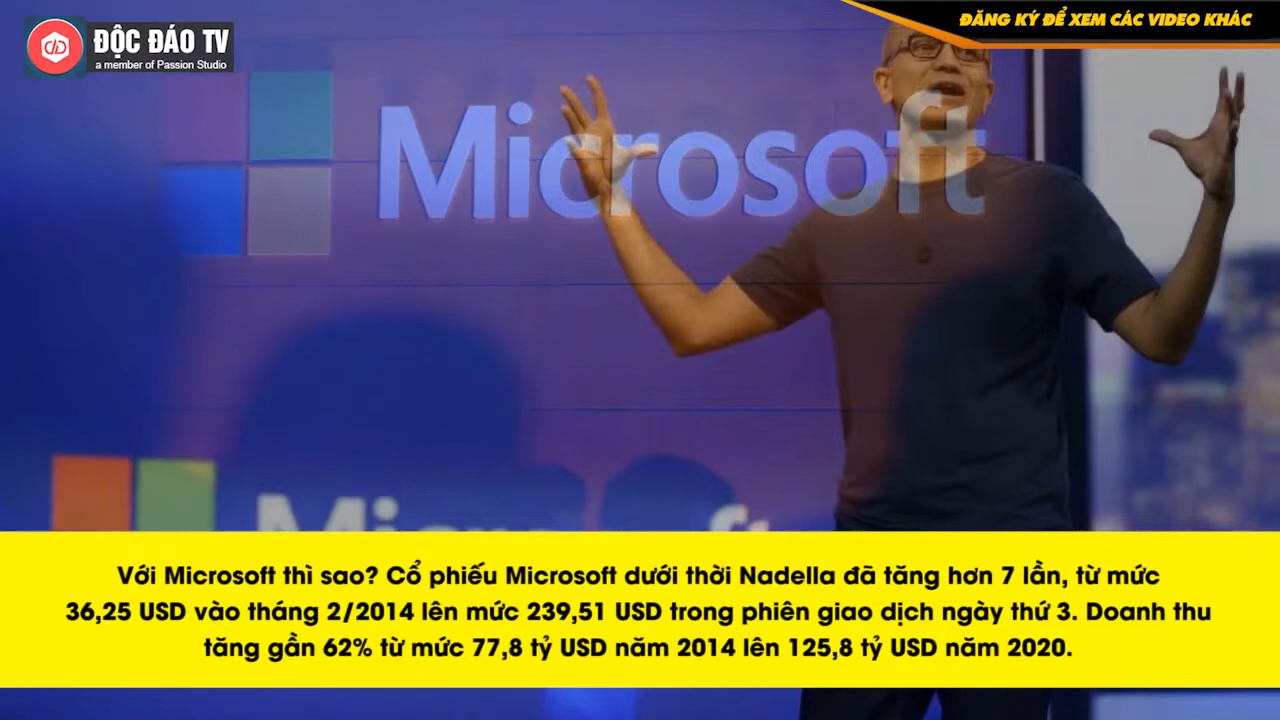 ĐỘC ĐÁO TV
a member of Passion Studio
ĐĂNG KÝ ĐỂ XEM CÁC VIDEO KHÁC
Microsoft
Với Microsoft thì sao? Cổ phiếu Microsoft dưới thời Nadella đã tăng hơn 7 lần, từ mức
36,25 USD vào tháng 2/2014 lên mức 239,51 USD trong phiên giao dịch ngày thứ 3. Doanh thu
tăng gần 62% từ mức 77,8 tỷ USD năm 2014 lên 125,8 tỷ USD năm 2020.